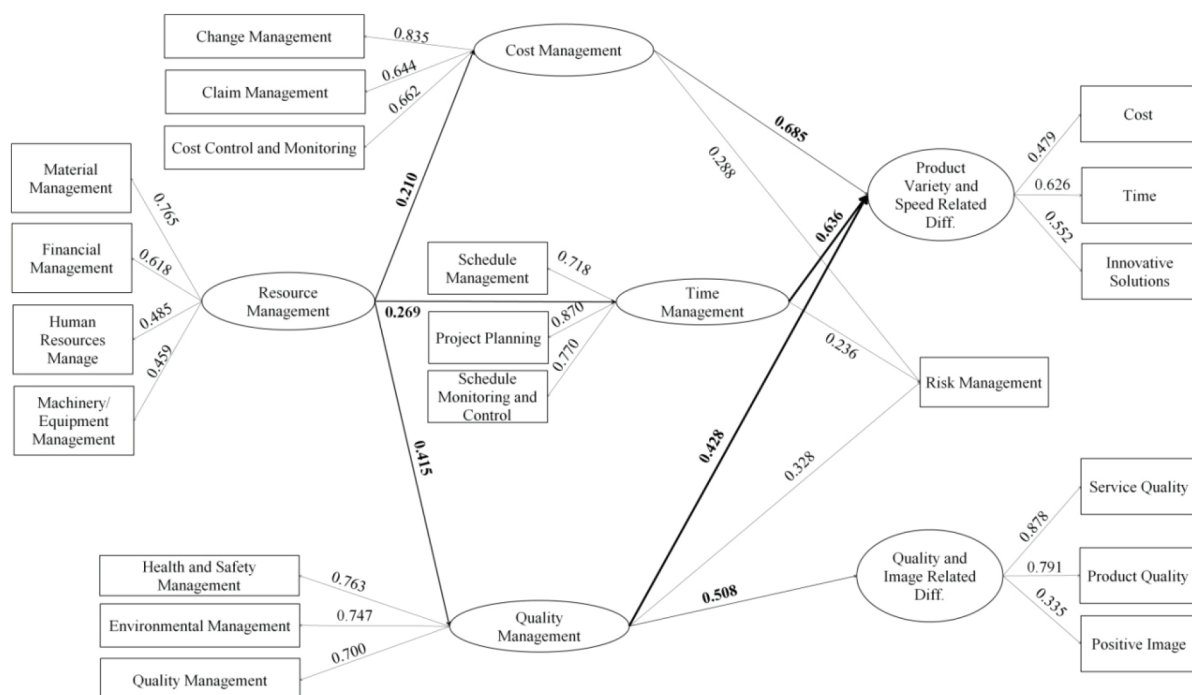 Change Management
0.835
Claim Management
0.644
Cost Control and Monitoring
0.662
Cost Management
0.685
0.288
0.210
Material
Management
0.765
Financial
Management
0.618
Human
Resources
Manage
0.485
Machinery/
Equipment
Management
0.459
Resource
Management
0.269
0.415
Schedule
Management
0.718
Project Planning
0.870
Schedule
Monitoring and
Control
0.770
Time
Management
0.636
0.236
Product
Variety and
Speed Related
Diff.
0.479
Cost
0.626
Time
0.552
Innovative
Solutions
Risk Management
0.428
0.328
Health and Safety
Management
0.763
Environmental Management
0.747
Quality Management
0.700
Quality
Management
0.508
Quality and
Image Related
Diff.
0.878
Service Quality
0.791
Product Quality
0.335
Positive Image